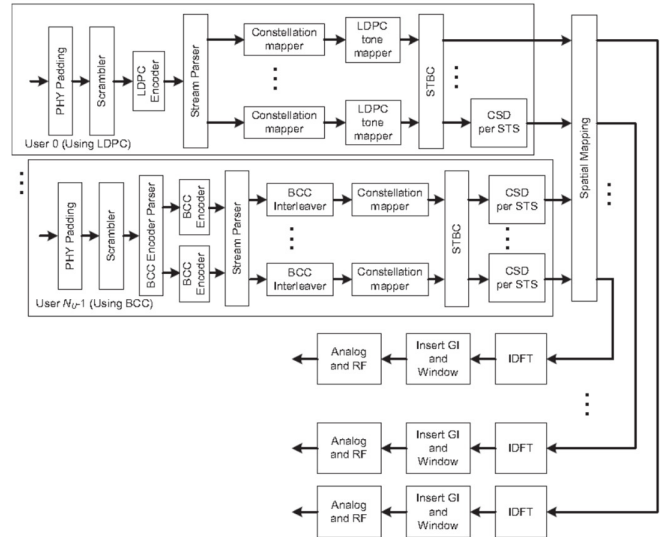 PHY Padding
Scrambler
LDPC
Encoder
Stream Parser
Constellation
mapper
LDPC
tone
mapper
Constellation
mapper
LDPC
tone
mapper
STBC
CSD
per STS
Spatial Mapping
User 0 (Using LDPC)
PHY Padding
Scrambler
BCC Encoder Parser
BCC
Encoder
BCC
Encoder
Stream Parser
BCC
Interleaver
Constellation
mapper
BCC
Interleaver
Constellation
mapper
STBC
CSD
per STS
CSD
per STS
User NU-1 (Using BCC)
Analog
and RF
Insert GI
and
Window
IDFT
Analog
and RF
Insert GI
and
Window
IDFT
Analog
and RF
Insert GI
and
Window
IDFT